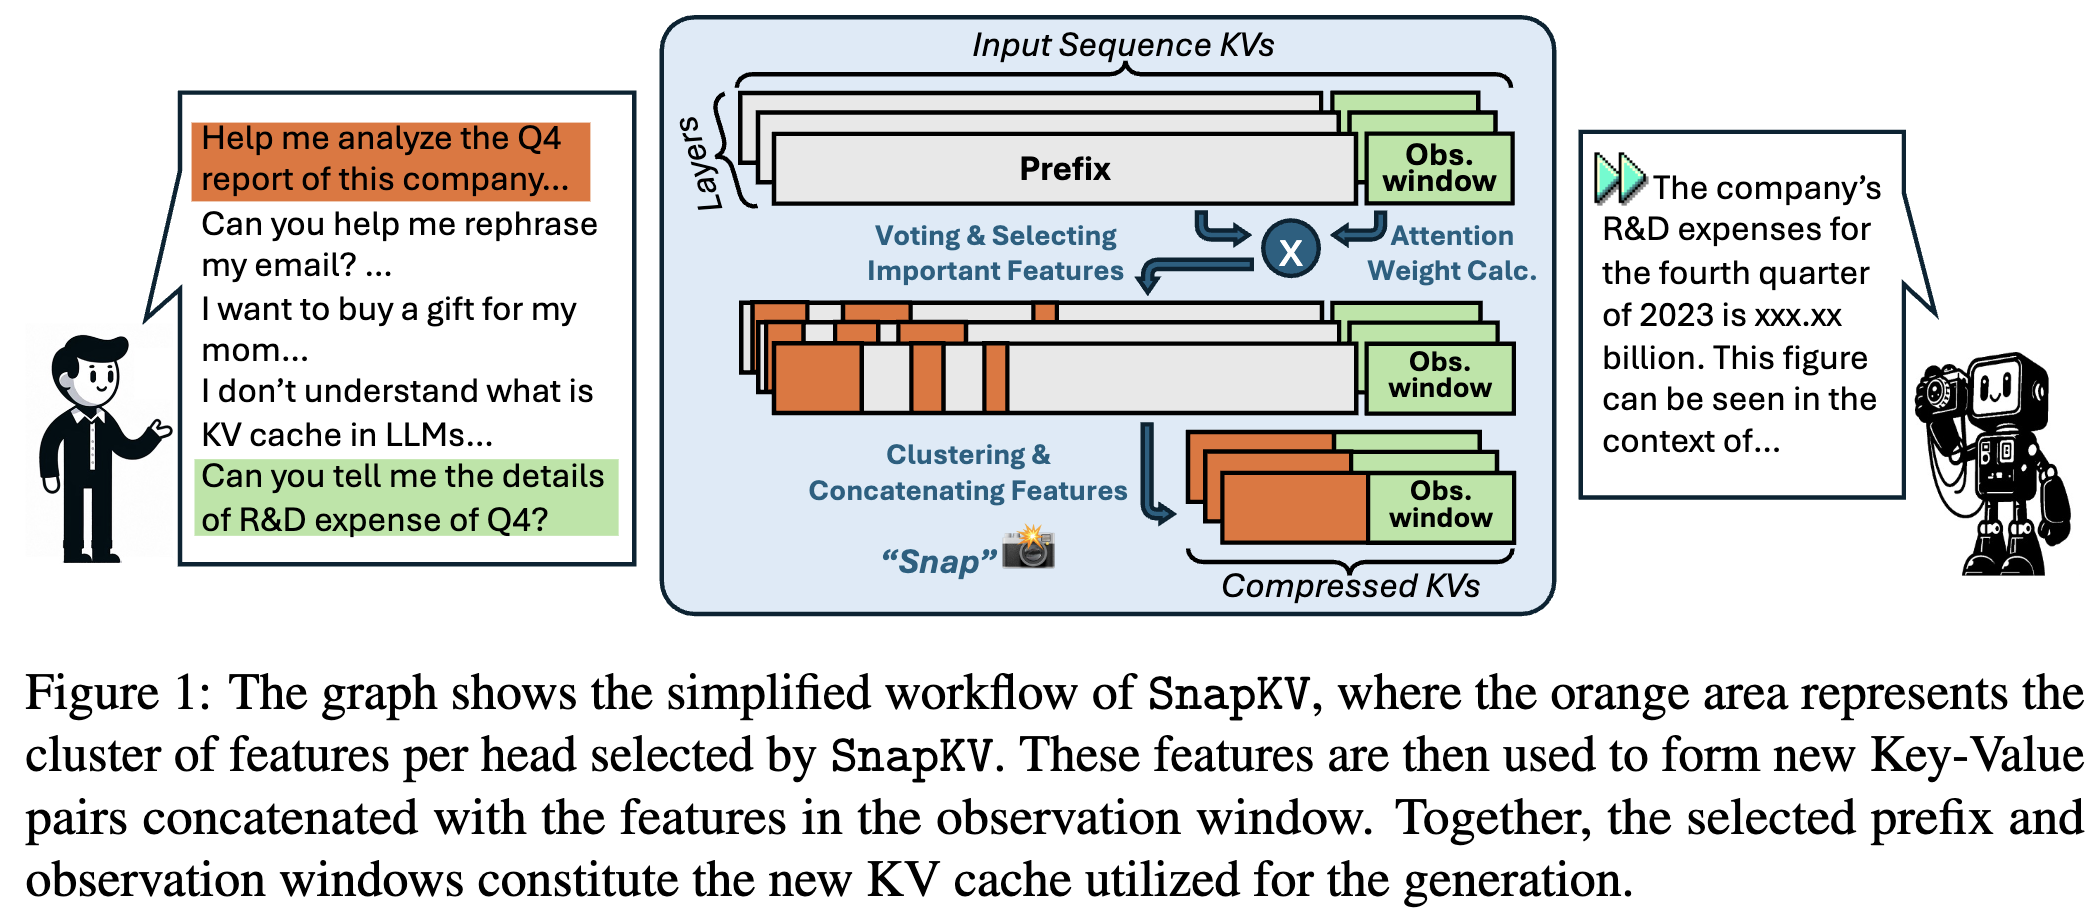 Help me analyze the Q4
report of this company...
Can you help me rephrase
my email? ...
I want to buy a gift for my
mom...
I don't understand what is
KV cache in LLMs...
Can you tell me the details
of R&D expense of Q4?
Input Sequence KVs
Layers
Prefix
Obs.
window
Voting & Selecting
Important Features
X
Attention
Weight Calc.
Obs.
window
Clustering &
Concatenating Features
Obs.
window
“Snap”
Compressed KVs
The company's
R&D expenses for
the fourth quarter
of 2023 is xxx.xx
billion. This figure
can be seen in the
context of...
Figure 1: The graph shows the simplified workflow of SnapKV, where the orange area represents the
cluster of features per head selected by SnapKV. These features are then used to form new Key-Value
pairs concatenated with the features in the observation window. Together, the selected prefix and
observation windows constitute the new KV cache utilized for the generation.